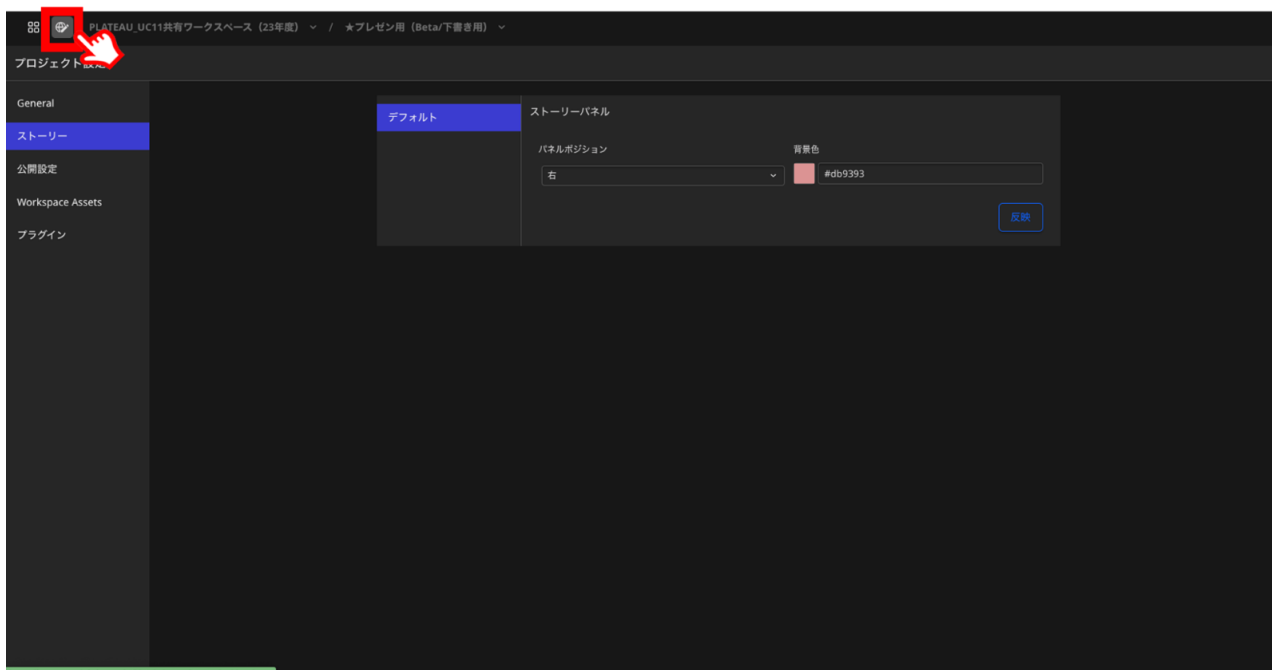 PLATEAU_UC11共有ワークスペース（23年度） / ★プレゼン用（Beta/下書き用）
プロジェクト設定
General
ストーリー
公開設定
Workspace Assets
プラグイン
デフォルト
ストーリーパネル
パネルポジション
右
背景色
#db9393
反映